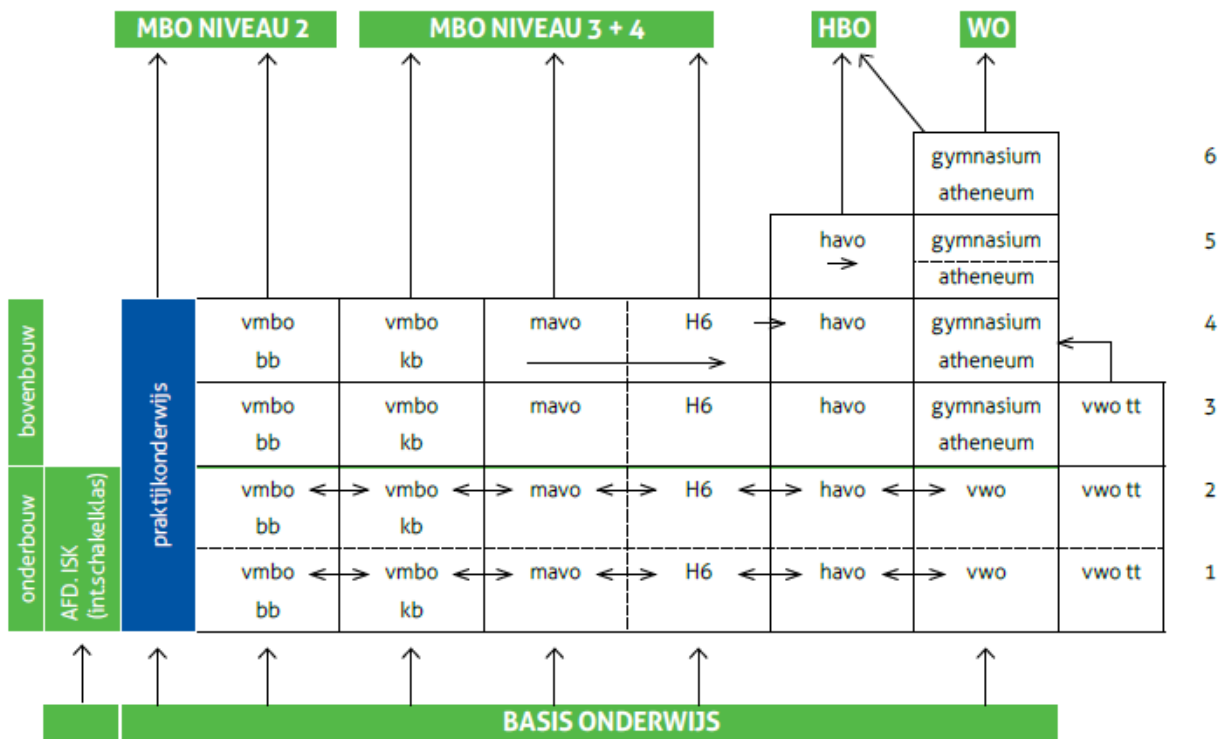 MBO NIVEAU 2 MBO NIVEAU 3 + 4 HBO WO
gymnasium 6
atheneum
havo gymnasium 5
atheneum
vmbo vmbo mavo H6 havo gymnasium 4
bb kb atheneum
vmbo vmbo mavo H6 havo gymnasium vwo tt 3
bb kb atheneum
vmbo vmbo mavo H6 havo vwo vwo tt 2
bb kb
vmbo vmbo mavo H6 havo vwo vwo tt 1
bb kb
bovenbouw
onderbouw
AFD. ISK
(int.schakelklas)
praktijkonderwijs
BASIS ONDERWIJS